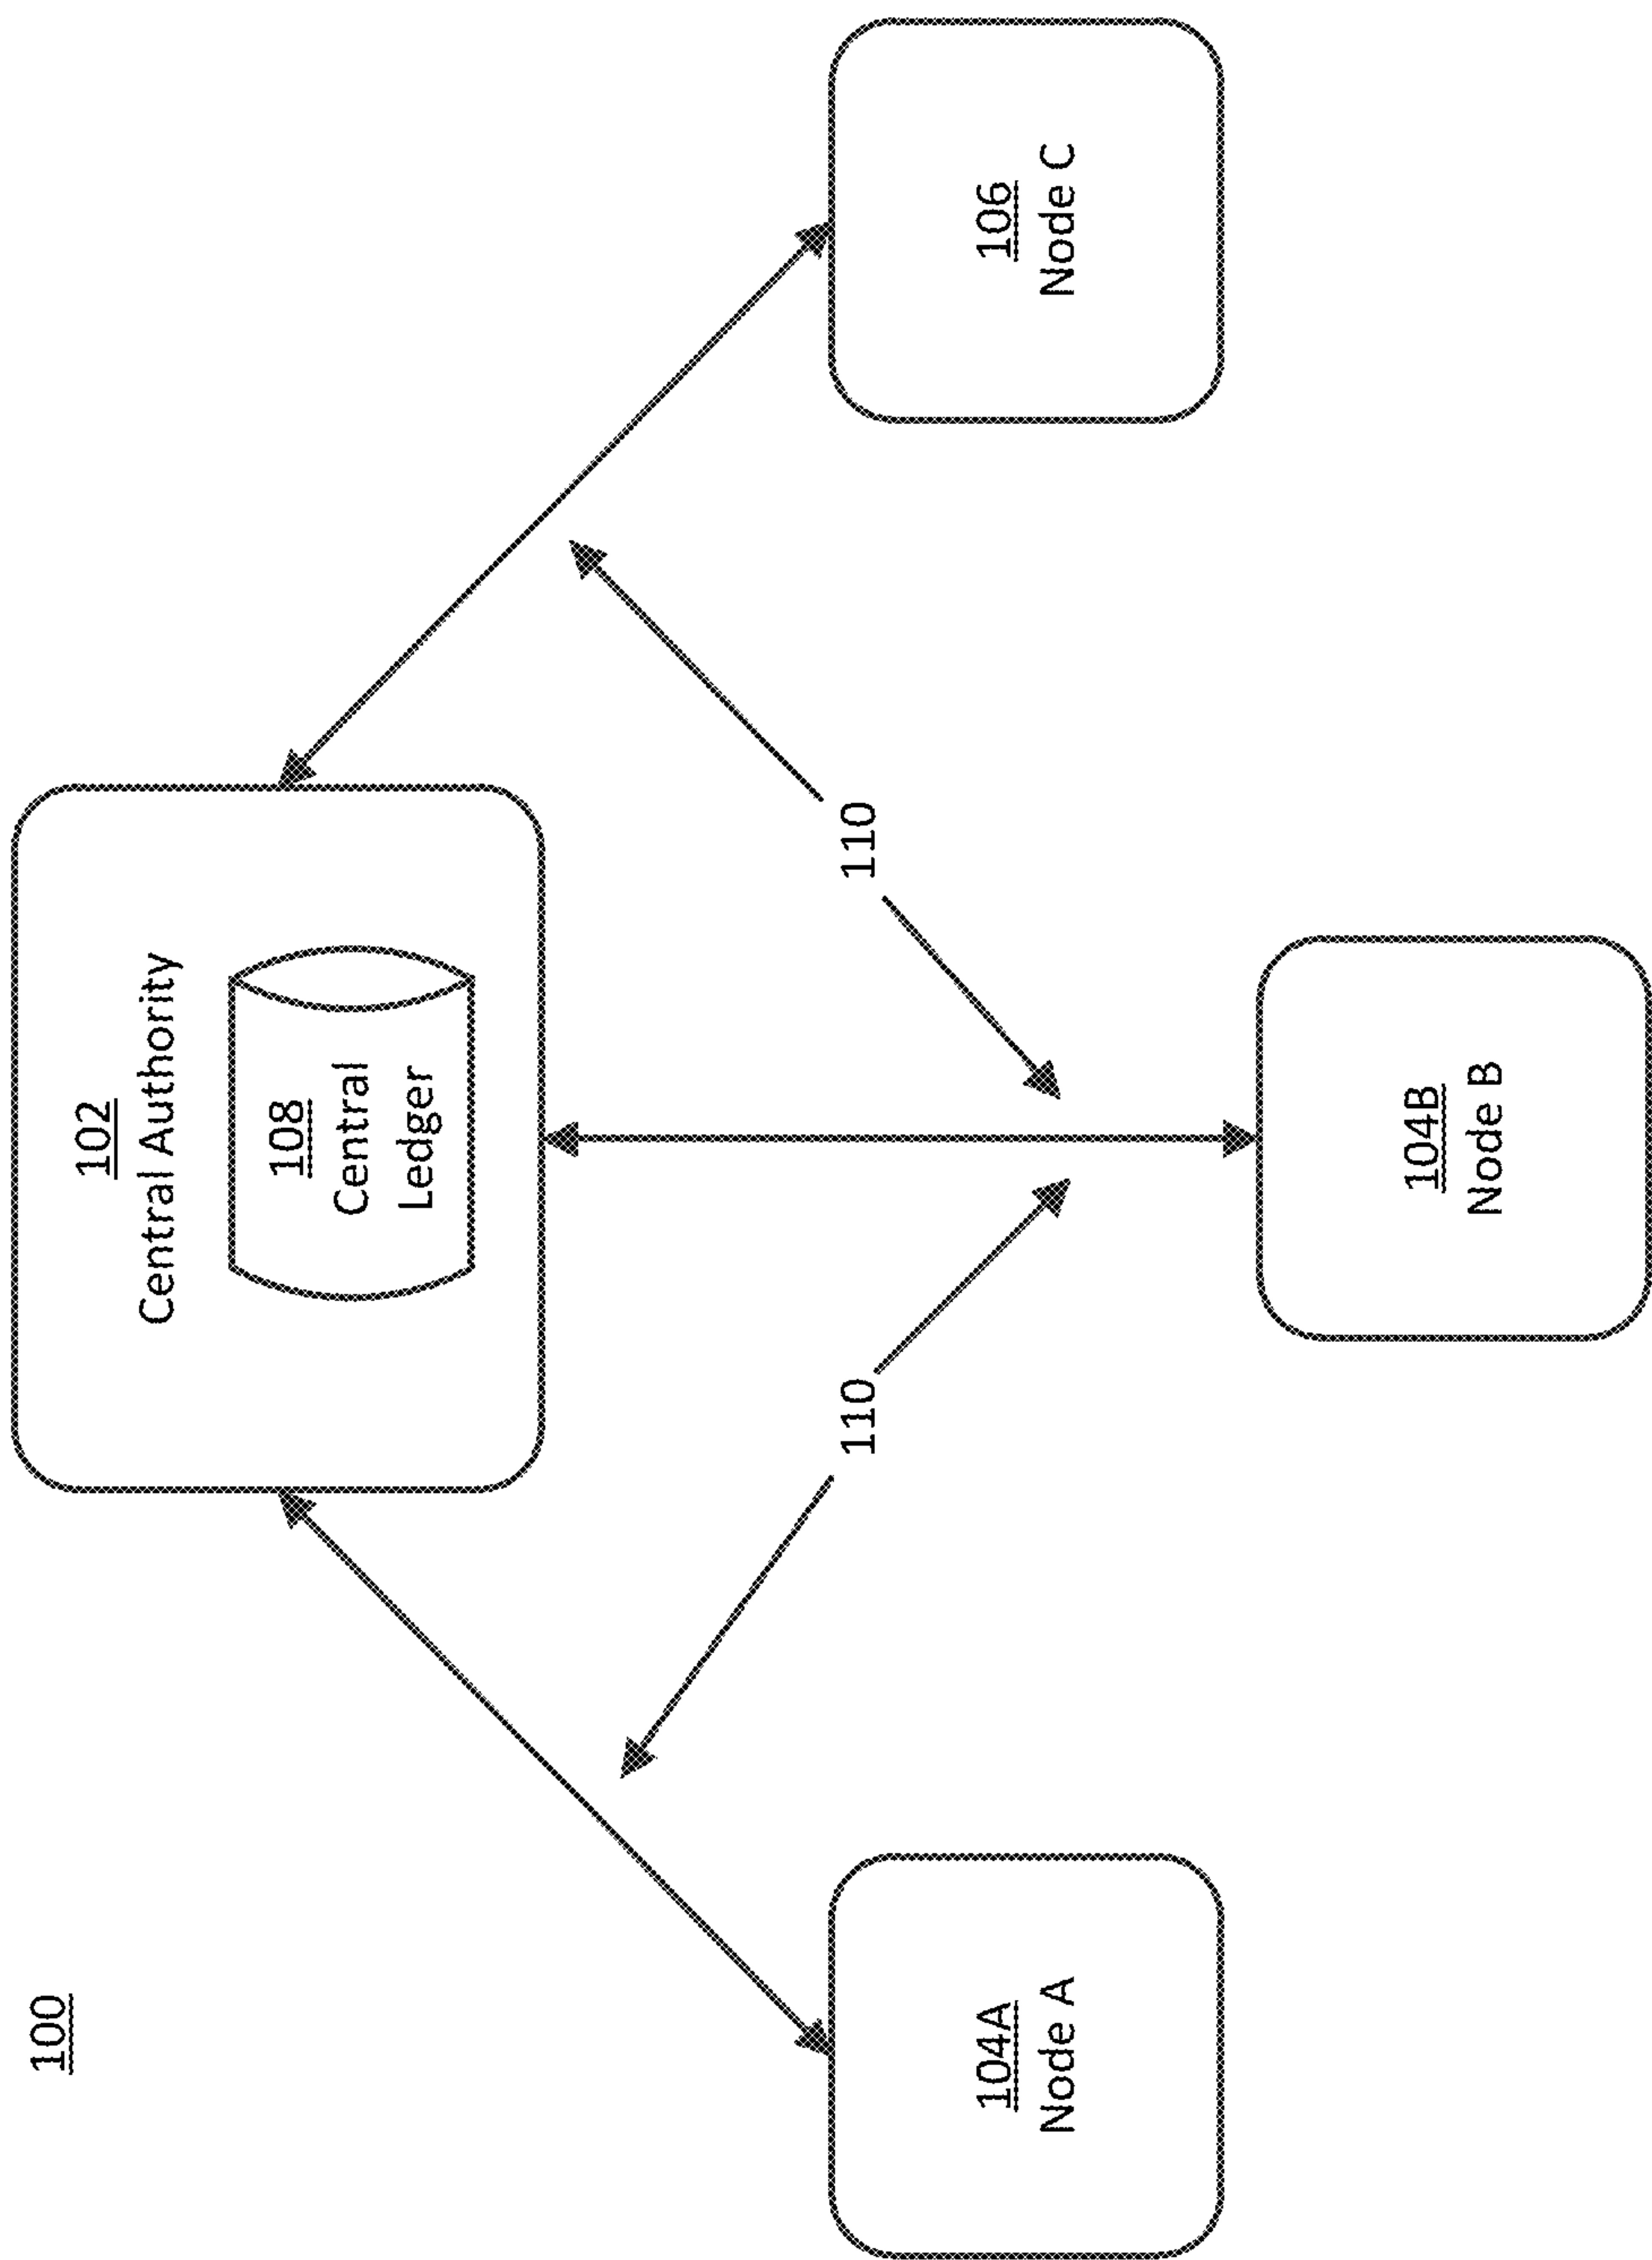 100
102
Central Authority
108
Central
Ledger
110
110
104A
Node A
104B
Node B
106
Node C